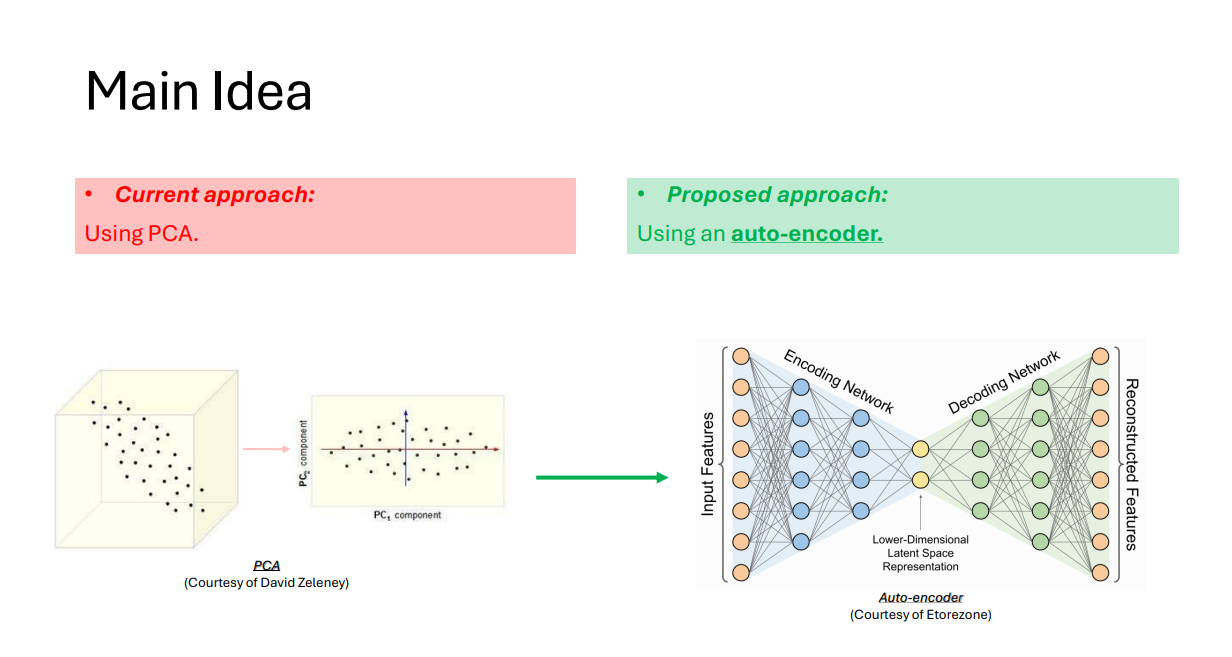 Main Idea
• Current approach:
Using PCA.
• Proposed approach:
Using an auto-encoder.
PC₂ component
PC₁ component
PCA
(Courtesy of David Zeleney)
Input Features
Encoding Network
Decoding Network
Reconstructed Features
Lower-Dimensional
Latent Space
Representation
Auto-encoder
(Courtesy of Etorezone)